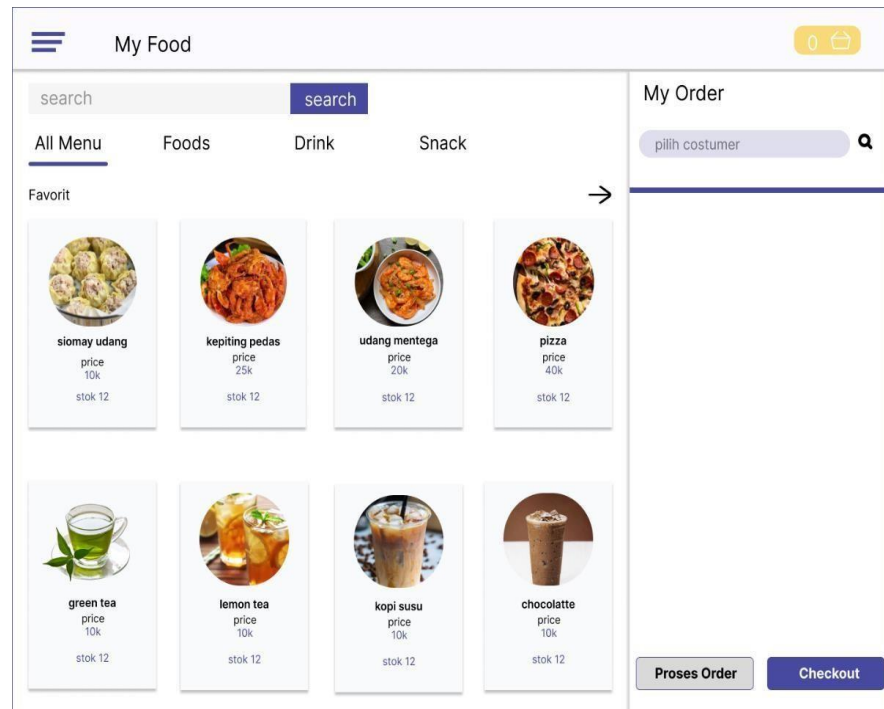 My Food
0
search
search
All Menu
Foods
Drink
Snack
Favorit
siomay udang
price
10k
stok 12
kepiting pedas
price
25k
stok 12
udang mentega
price
20k
stok 12
pizza
price
40k
stok 12
green tea
price
10k
stok 12
lemon tea
price
10k
stok 12
kopi susu
price
10k
stok 12
chocolatte
price
10k
stok 12
My Order
pilih costumer
Proses Order
Checkout